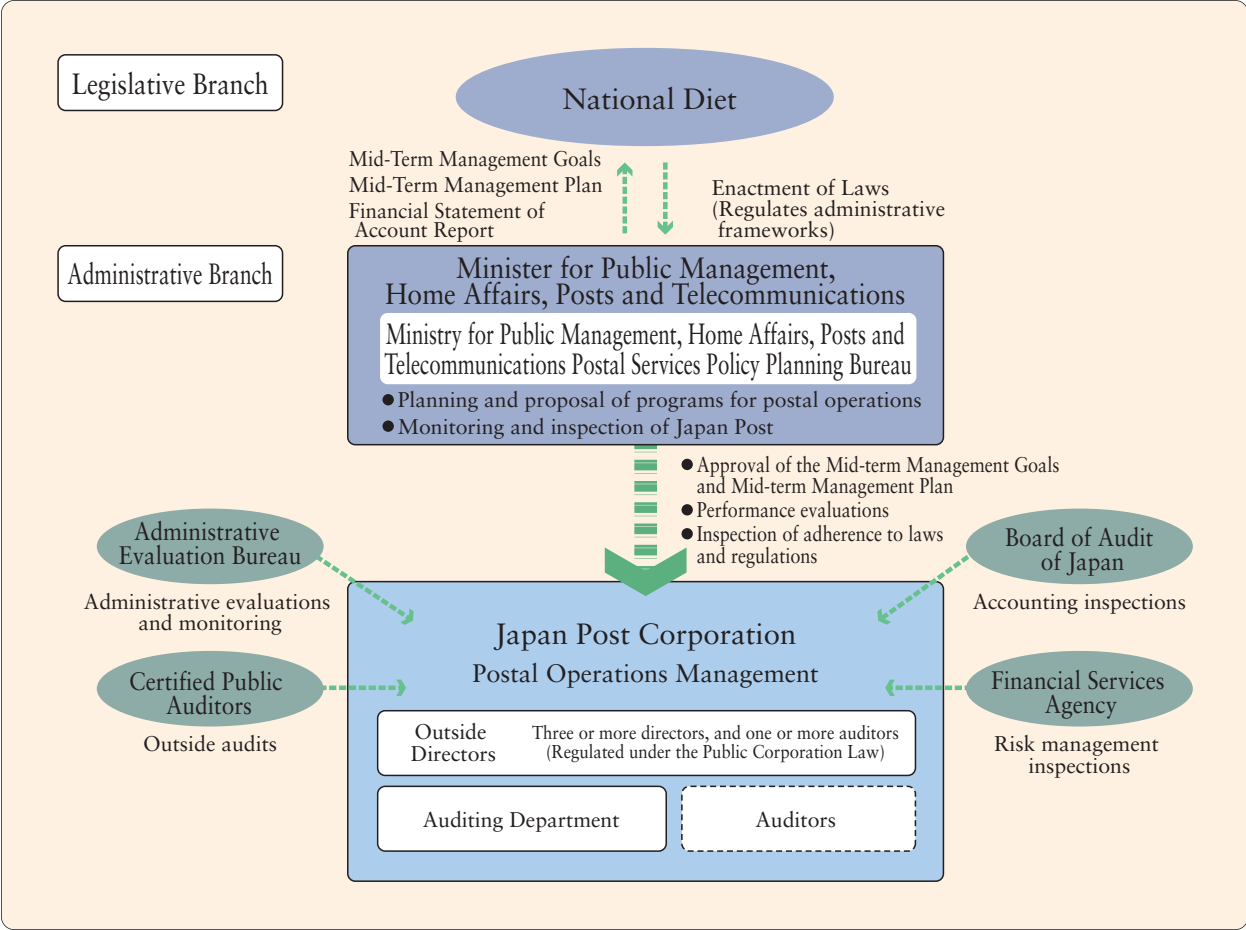 Legislative Branch
National Diet
Mid-Term Management Goals
Mid-Term Management Plan
Financial Statement of
Account Report
Enactment of Laws
(Regulates administrative
frameworks)
Administrative Branch
Minister for Public Management,
Home Affairs, Posts and Telecommunications
Ministry for Public Management, Home Affairs, Posts and
Telecommunications Postal Services Policy Planning Bureau
● Planning and proposal of programs for postal operations
● Monitoring and inspection of Japan Post
● Approval of the Mid-term Management Goals
and Mid-term Management Plan
● Performance evaluations
● Inspection of adherence to laws
and regulations
Administrative
Evaluation Bureau
Administrative evaluations
and monitoring
Board of Audit
of Japan
Accounting inspections
Certified Public
Auditors
Outside audits
Financial Services
Agency
Risk management
inspections
Japan Post Corporation
Postal Operations Management
Outside
Directors
Three or more directors, and one or more auditors
(Regulated under the Public Corporation Law)
Auditing Department
Auditors